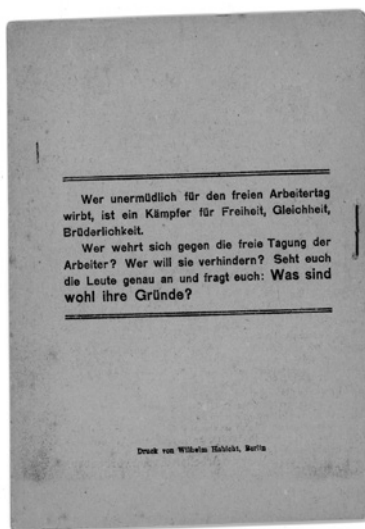 Wer unermüdlich für den freien Arbeitertag
wirbt, ist ein Kämpfer für Freiheit, Gleichheit,
Brüderlichkeit.
Wer wehrt sich gegen die freie Tagung der
Arbeiter? Wer will sie verhindern? Seht euch
die Leute genau an und fragt euch: Was sind
wohl ihre Gründe?
Druck von Wilhelm Habicht, Berlin